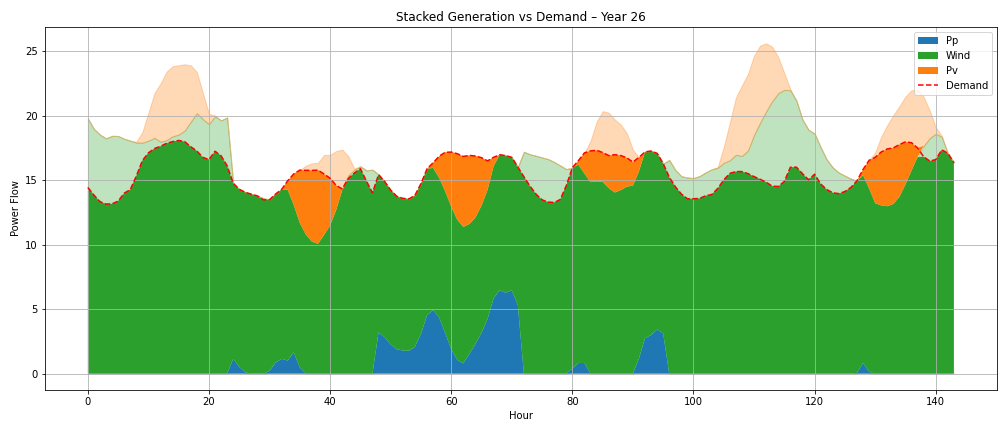 Stacked Generation vs Demand – Year 26
Pp
Wind
Pv
Demand
Power Flow
25
20
15
10
5
0
0 20 40 60 80 100 120 140
Hour